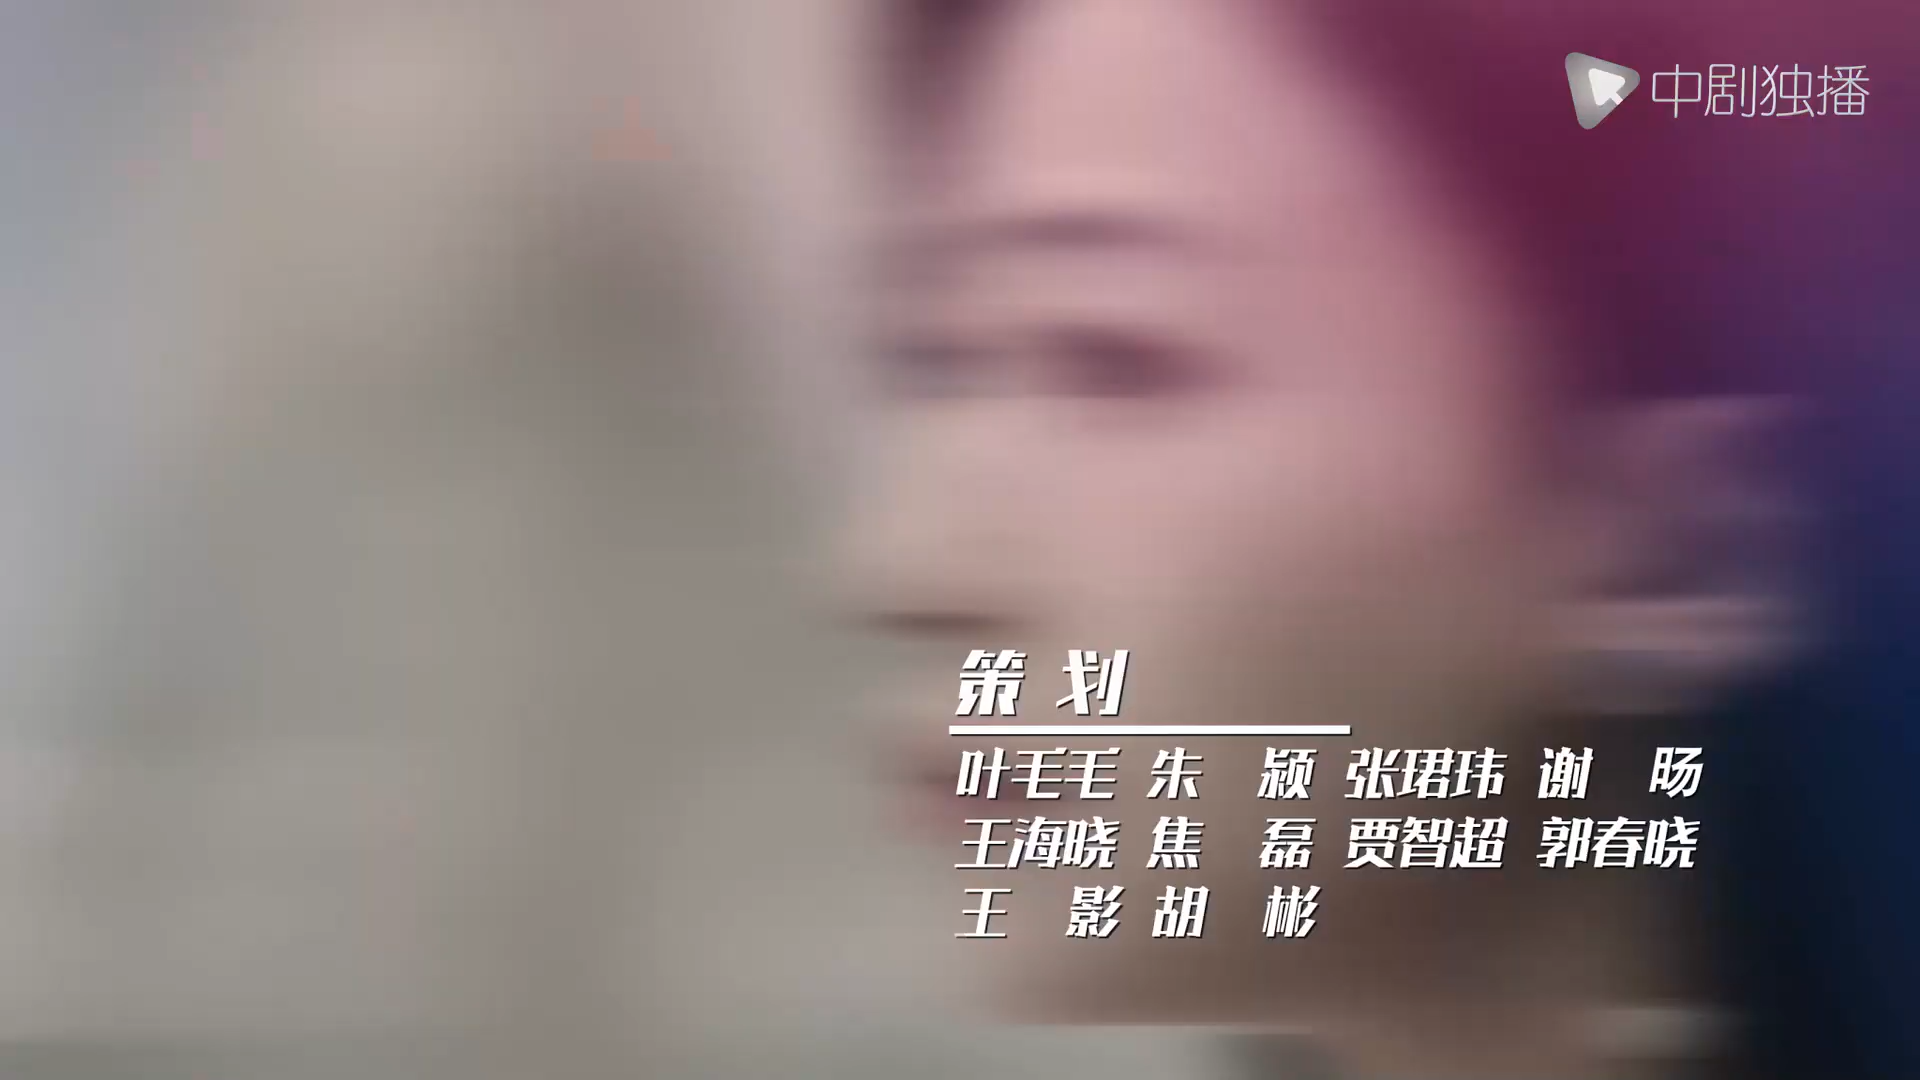 中剧独播
策 划
叶毛毛 朱 颍 张珺玮 谢 旸
王海晓 焦 磊 贾智超 郭春晓
王 影 胡 彬